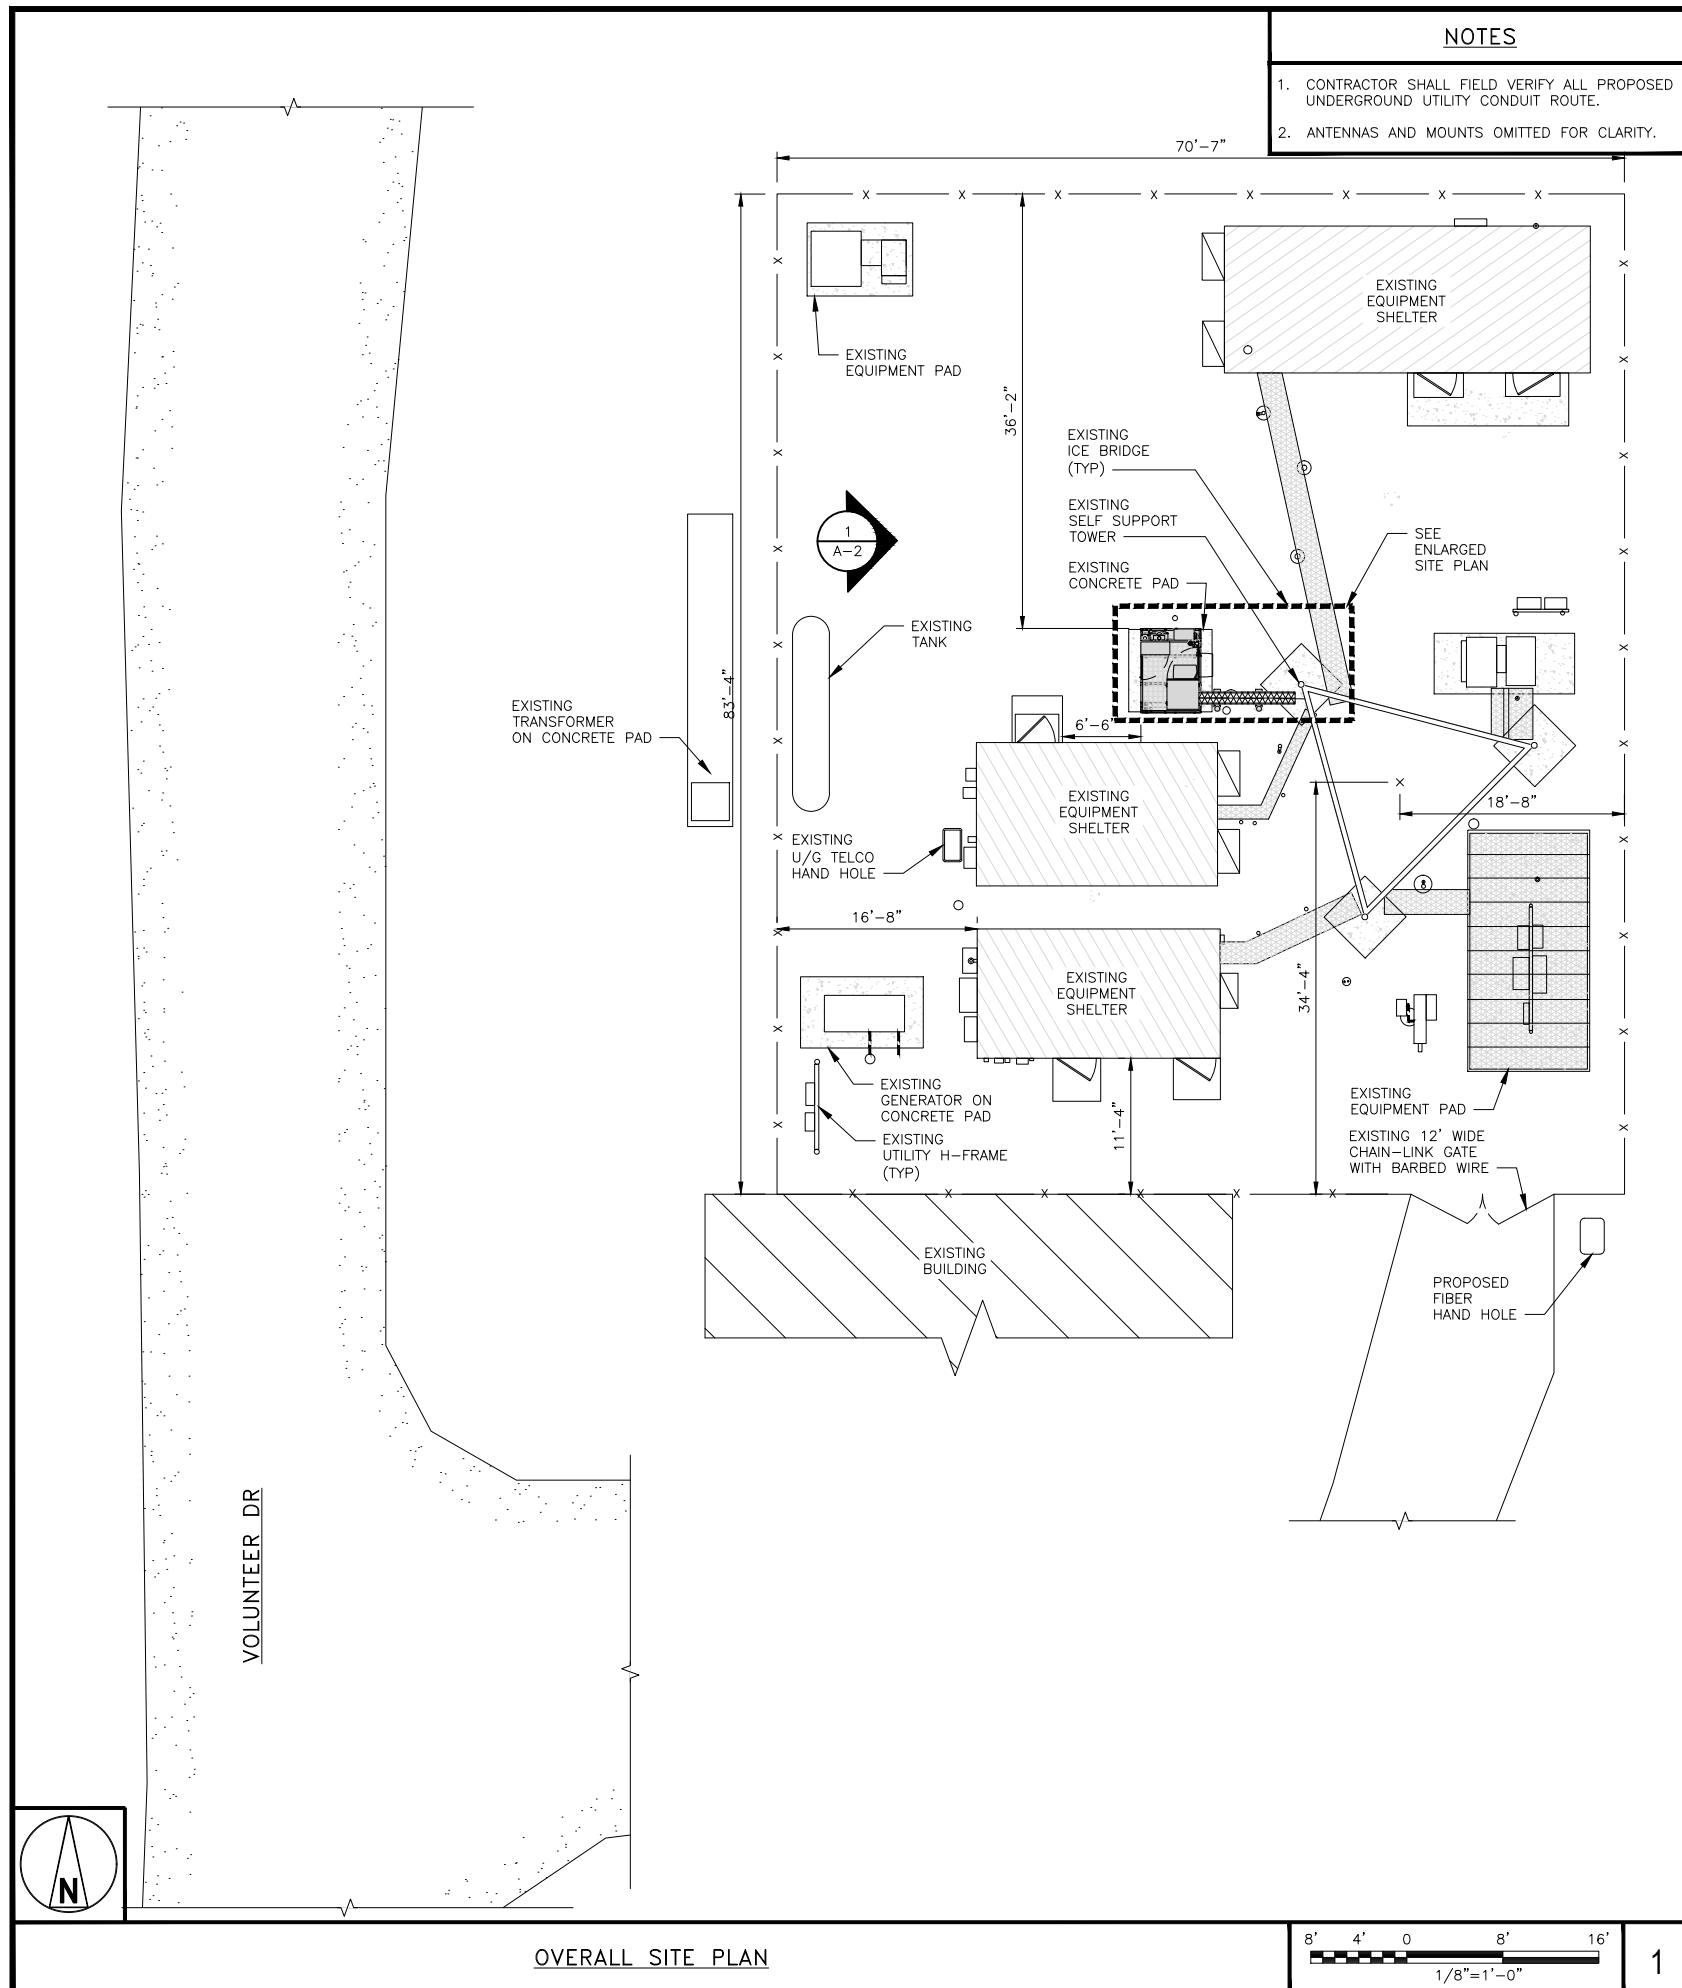 NOTES
1. CONTRACTOR SHALL FIELD VERIFY ALL PROPOSED
UNDERGROUND UTILITY CONDUIT ROUTE.
2. ANTENNAS AND MOUNTS OMITTED FOR CLARITY.
70'-7"
EXISTING
EQUIPMENT
SHELTER
EXISTING
EQUIPMENT PAD
36'-2"
EXISTING
ICE BRIDGE
(TYP)
EXISTING
SELF SUPPORT
TOWER
EXISTING
CONCRETE PAD
SEE
ENLARGED
SITE PLAN
1
A-2
EXISTING
TANK
83'-4"
EXISTING
TRANSFORMER
ON CONCRETE PAD
6'-6"
EXISTING
EQUIPMENT
SHELTER
18'-8"
EXISTING
U/G TELCO
HAND HOLE
16'-8"
EXISTING
EQUIPMENT
SHELTER
34'-4"
EXISTING
GENERATOR ON
CONCRETE PAD
11'-4"
EXISTING
EQUIPMENT PAD
EXISTING
UTILITY H-FRAME
(TYP)
EXISTING 12' WIDE
CHAIN-LINK GATE
WITH BARBED WIRE
EXISTING
BUILDING
PROPOSED
FIBER
HAND HOLE
VOLUNTEER DR
N
OVERALL SITE PLAN
8' 4' 0 8' 16'
1/8"=1'-0"
1